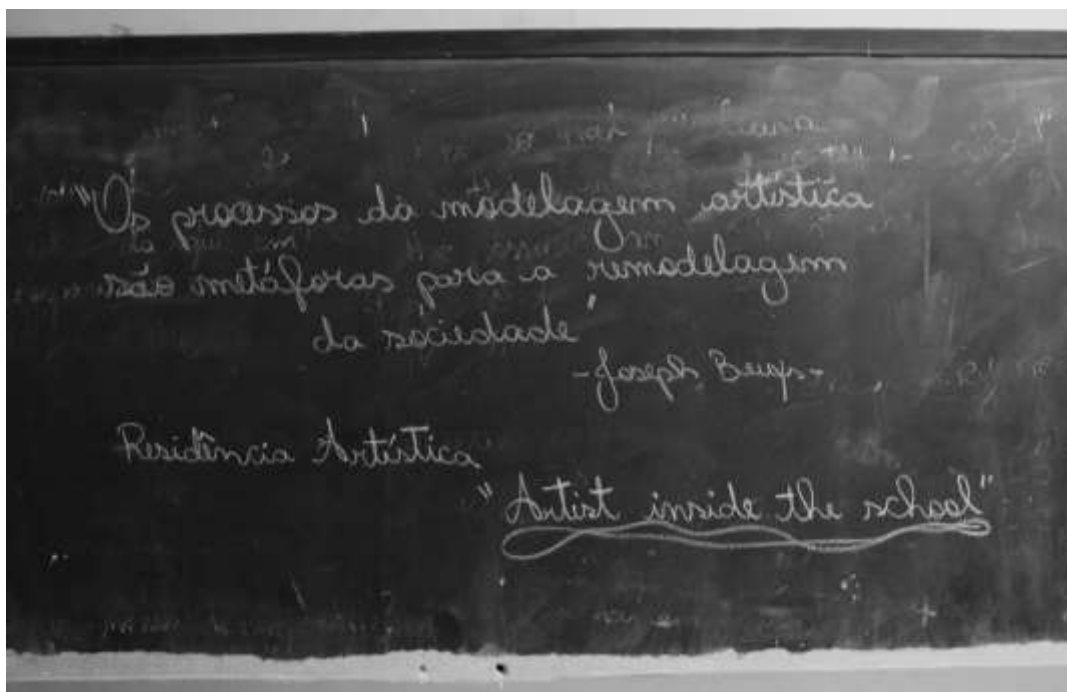 "Os processos da modelagem artística
são metáforas para a remodelagem
da sociedade"
-Joseph Beuys-
Residência Artística
"Artist inside the school"